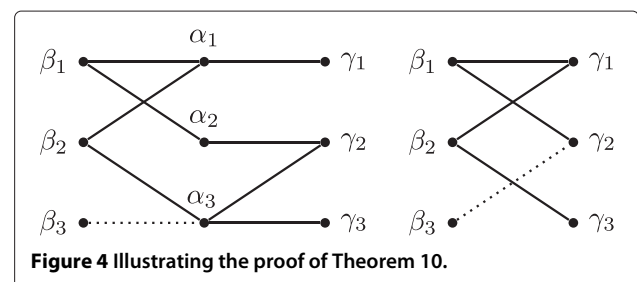 β₁ α₁ γ₁ β₁ γ₁
α₂
β₂ γ₂ β₂ γ₂
α₃
β₃ γ₃ β₃ γ₃
Figure 4 Illustrating the proof of Theorem 10.